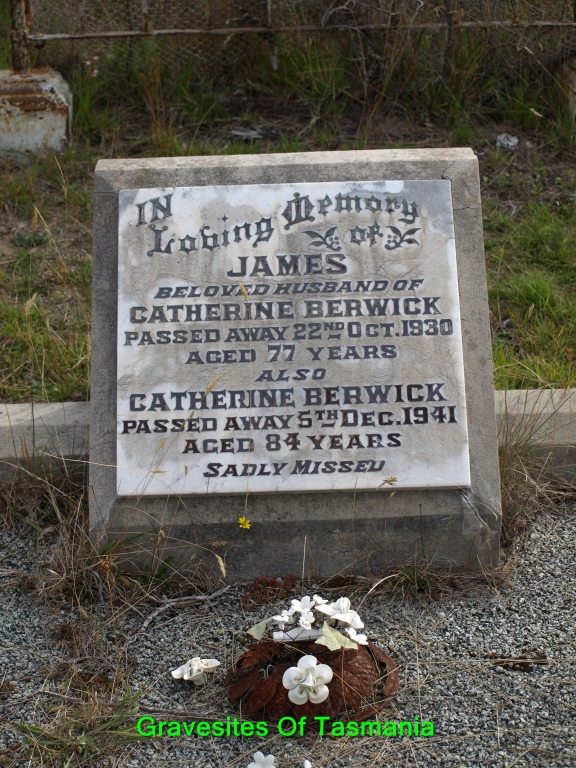 IN
Loving Memory
of
JAMES
BELOVED HUSBAND OF
CATHERINE BERWICK
PASSED AWAY 22ND OCT. 1930
AGED 77 YEARS
ALSO
CATHERINE BERWICK
PASSED AWAY 5TH DEC. 1941
AGED 84 YEARS
SADLY MISSED
Gravesites Of Tasmania